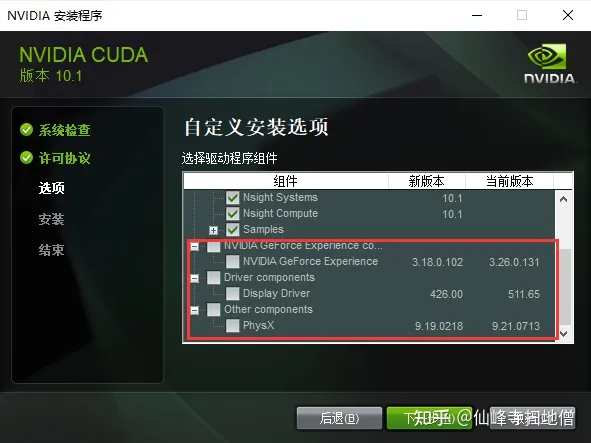 NVIDIA 安装程序
NVIDIA CUDA
版本 10.1
NVIDIA.
系统检查
许可协议
选项
安装
结束
自定义安装选项
选择驱动程序组件
组件 新版本 当前版本
Nsight Systems 10.1
Nsight Compute 10.1
Samples
NVIDIA GeForce Experience co...
NVIDIA GeForce Experience 3.18.0.102 3.26.0.131
Driver components
Display Driver 426.00 511.65
Other components
PhysX 9.19.0218 9.21.0713
后退(B)
知乎 @仙峰寺扫地僧